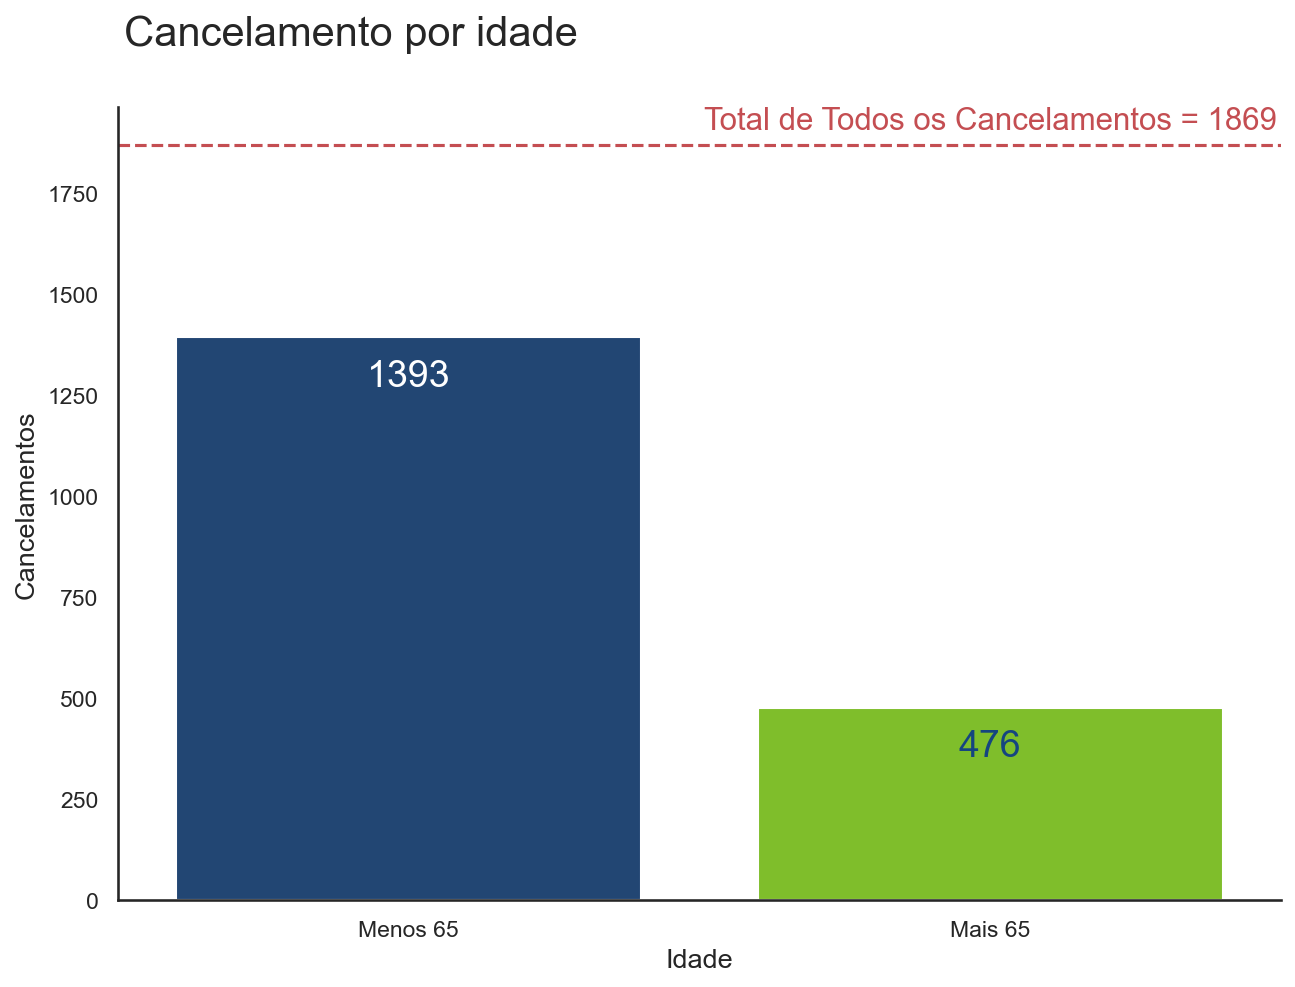 Cancelamento por idade
Total de Todos os Cancelamentos = 1869
1750
1500
1250
1000
750
500
250
0
Cancelamentos
1393
476
Menos 65
Mais 65
Idade